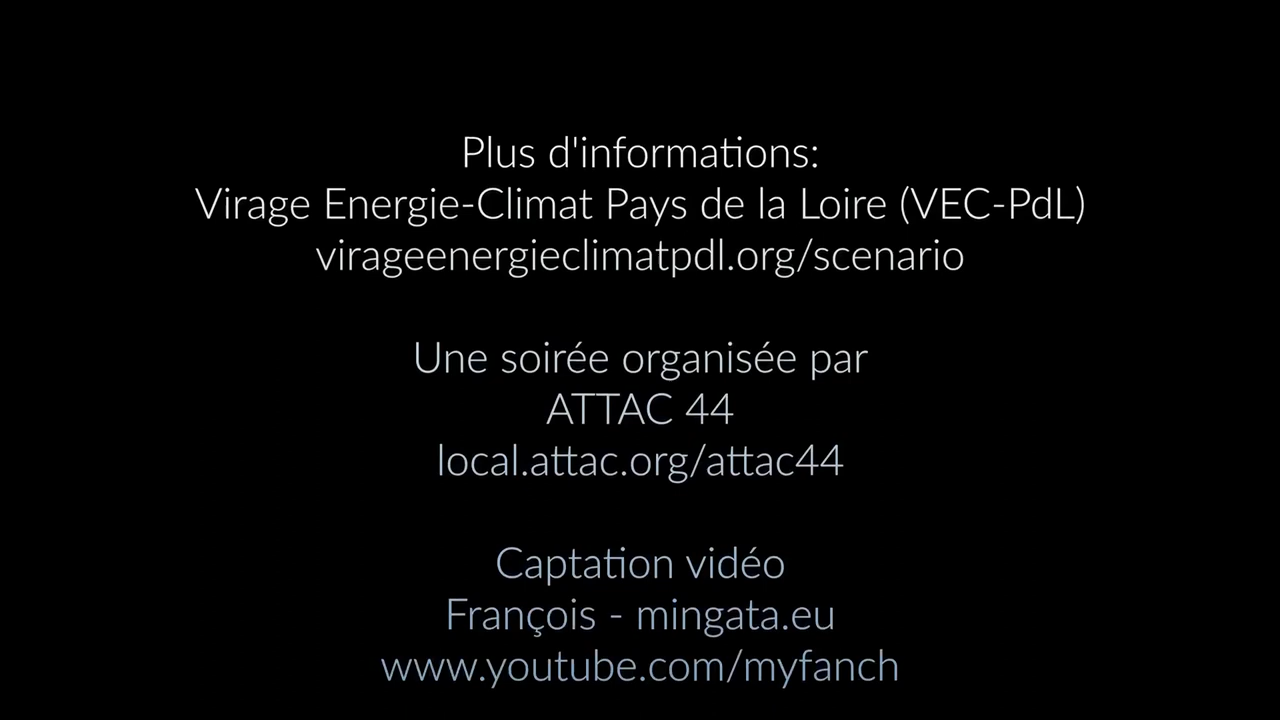 Plus d'informations:
Virage Energie-Climat Pays de la Loire (VEC-PdL)
virageenergieclimatpdl.org/scenario
Une soirée organisée par
ATTAC 44
local.attac.org/attac44
Captation vidéo
François - mingata.eu
www.youtube.com/myfanch